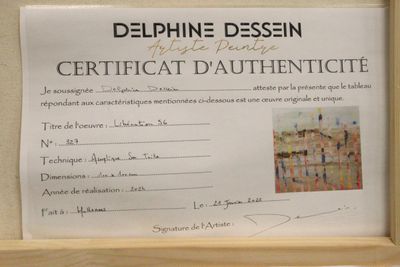 DELPHINE DESSEIN
Artiste Peintre
CERTIFICAT D'AUTHENTICITÉ
Je soussignée Delphine Dessein atteste par la présente que le tableau
répondant aux caractéristiques mentionnées ci-dessous est une œuvre originale et unique.
Titre de l'oeuvre : Libération 56
N° : 327
Technique : Acrylique Sur Toile
Dimensions :
Année de réalisation : 2024
Fait à : Le : 21 Janvier
Signature de l'Artiste :